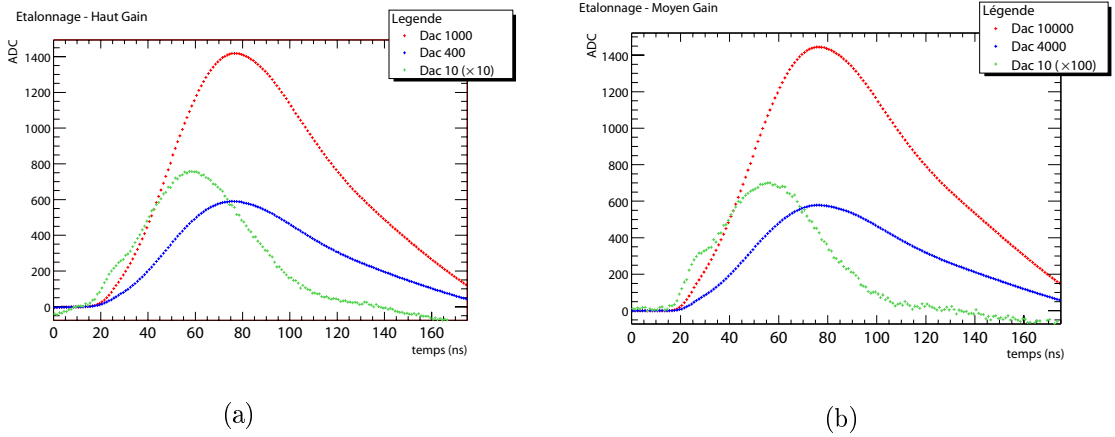 Etalonnage - Haut Gain
Legende
Dac 1000
Dac 400
Dac 10 (×10)
ADC
1400
1200
1000
800
600
400
200
0
0 20 40 60 80 100 120 140 160
temps (ns)
(a)
Etalonnage - Moyen Gain
Légende
Dac 10000
Dac 4000
Dac 10 (×100)
ADC
1400
1200
1000
800
600
400
200
0
0 20 40 60 80 100 120 140 160
temps (ns)
(b)